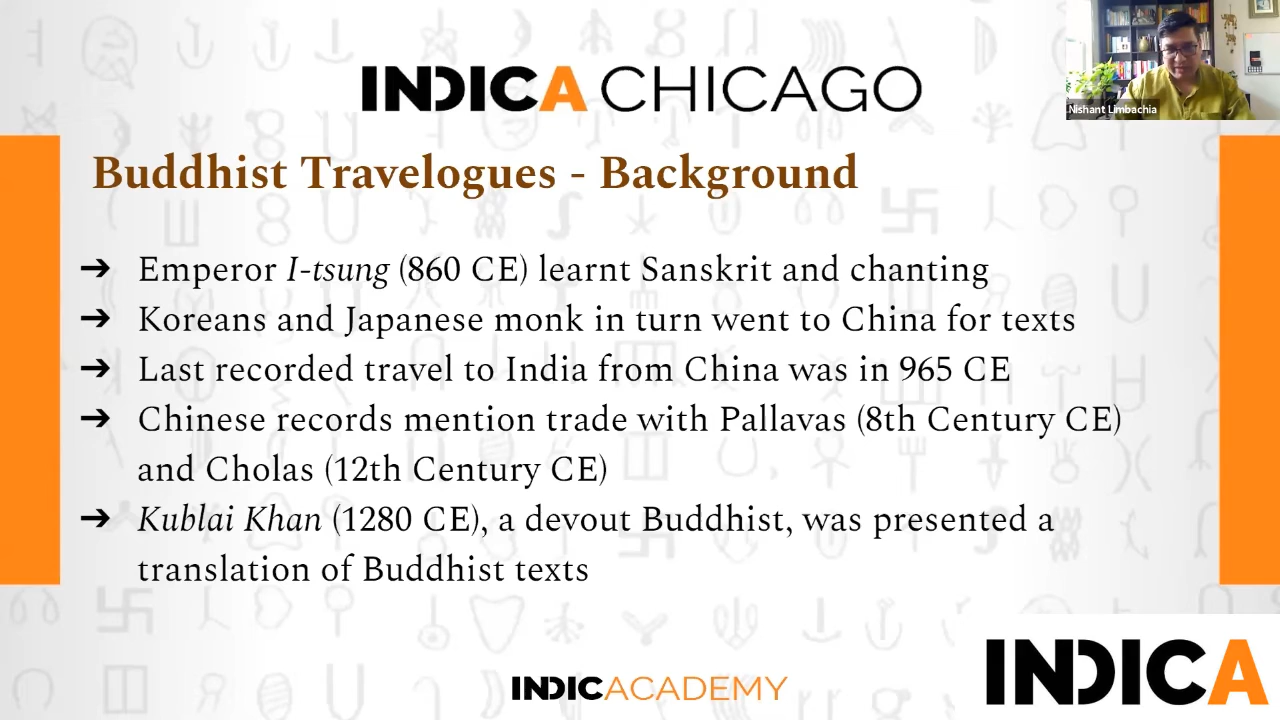 INDICA CHICAGO
Nishant Limbachia
Buddhist Travelogues - Background
➔ Emperor I-tsung (860 CE) learnt Sanskrit and chanting
➔ Koreans and Japanese monk in turn went to China for texts
➔ Last recorded travel to India from China was in 965 CE
➔ Chinese records mention trade with Pallavas (8th Century CE)
and Cholas (12th Century CE)
➔ Kublai Khan (1280 CE), a devout Buddhist, was presented a
translation of Buddhist texts
INDICACADEMY
INDICA